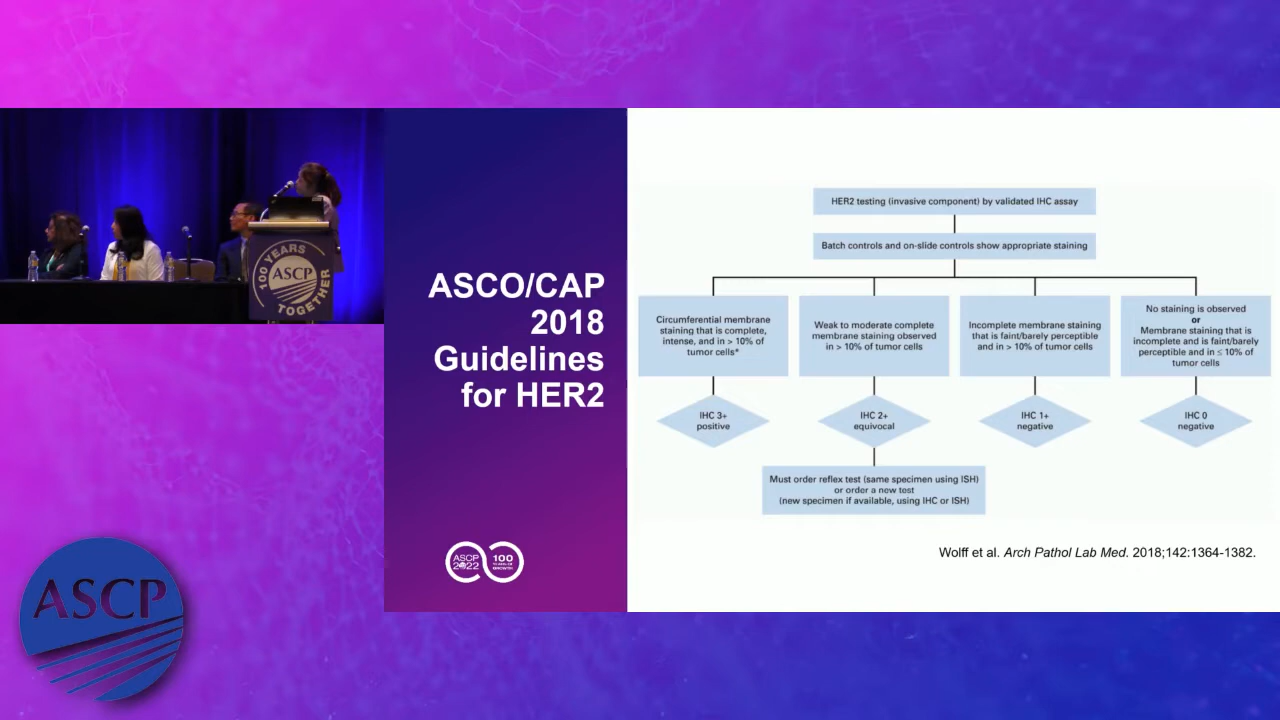 100 YEARS
ASCP
TOGETHER
ASCO/CAP
2018
Guidelines
for HER2
ASCP
2022
100
YEARS OF
GROWTH
HER2 testing (invasive component) by validated IHC assay
Batch controls and on-slide controls show appropriate staining
Circumferential membrane
staining that is complete,
intense, and in > 10% of
tumor cells*
Weak to moderate complete
membrane staining observed
in > 10% of tumor cells
Incomplete membrane staining
that is faint/barely perceptible
and in > 10% of tumor cells
No staining is observed
or
Membrane staining that is
incomplete and is faint/barely
perceptible and in ≤ 10% of
tumor cells
IHC 3+
positive
IHC 2+
equivocal
IHC 1+
negative
IHC 0
negative
Must order reflex test (same specimen using ISH)
or order a new test
(new specimen if available, using IHC or ISH)
Wolff et al. Arch Pathol Lab Med. 2018;142:1364-1382.
ASCP